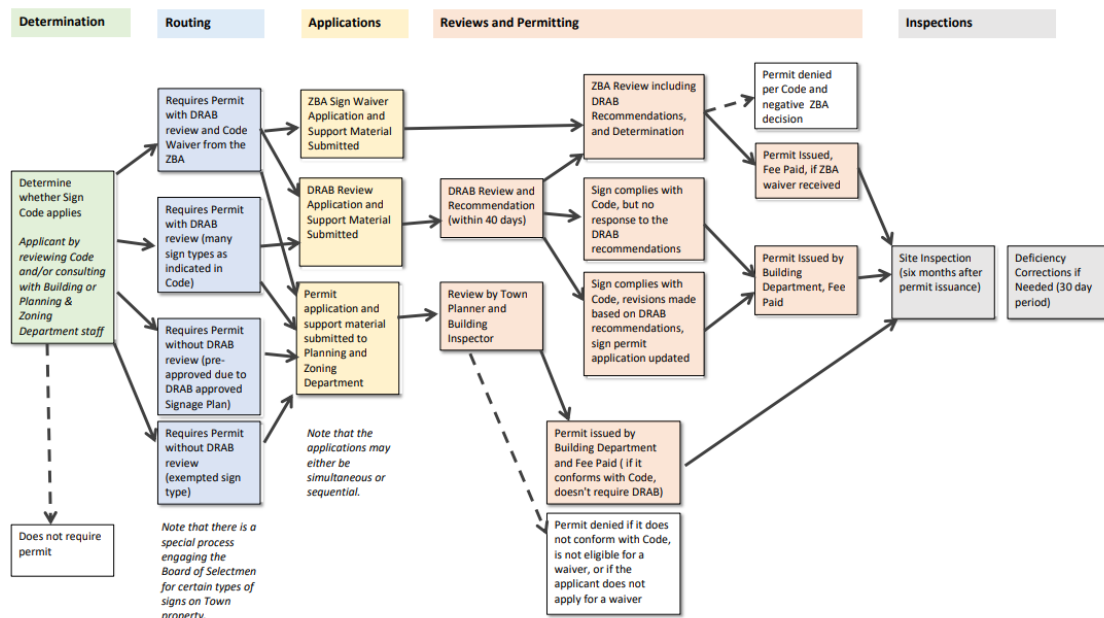 Determination
Routing
Applications
Reviews and Permitting
Inspections
Determine
whether Sign
Code applies
Applicant by
reviewing Code
and/or consulting
with Building or
Planning &
Zoning
Department staff
Does not require
permit
Requires Permit
with DRAB
review and Code
Waiver from the
ZBA
Requires Permit
with DRAB
review (many
sign types as
indicated in
Code)
Requires Permit
without DRAB
review (pre-
approved due to
DRAB approved
Signage Plan)
Requires Permit
without DRAB
review
(exempted sign
type)
Note that there is a
special process
engaging the
Board of Selectmen
for certain types of
signs on Town
property.
ZBA Sign Waiver
Application and
Support Material
Submitted
DRAB Review
Application and
Support Material
Submitted
Permit
application and
support material
submitted to
Planning and
Zoning
Department
Note that the
applications may
either be
simultaneous or
sequential.
DRAB Review and
Recommendation
(within 40 days)
Review by Town
Planner and
Building
Inspector
ZBA Review including
DRAB
Recommendations,
and Determination
Sign complies with
Code, but no
response to the
DRAB
recommendations
Sign complies with
Code, revisions made
based on DRAB
recommendations,
sign permit
application updated
Permit issued by
Building Department
and Fee Paid ( if it
conforms with Code,
doesn't require DRAB)
Permit denied if it does
not conform with Code,
is not eligible for a
waiver, or if the
applicant does not
apply for a waiver
Permit denied
per Code and
negative ZBA
decision
Permit Issued,
Fee Paid, if ZBA
waiver received
Permit Issued by
Building
Department, Fee
Paid
Site Inspection
(six months after
permit issuance)
Deficiency
Corrections if
Needed (30 day
period)